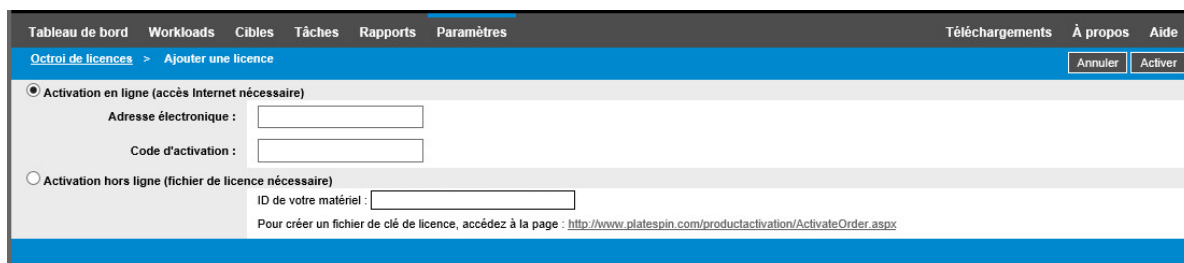 Tableau de bord Workloads Cibles Tâches Rapports Paramètres Téléchargements À propos Aide
Octroi de licences > Ajouter une licence Annuler Activer
Activation en ligne (accès Internet nécessaire)
Adresse électronique :
Code d'activation :
Activation hors ligne (fichier de licence nécessaire)
ID de votre matériel :
Pour créer un fichier de clé de licence, accédez à la page : http://www.platespin.com/productactivation/ActivateOrder.aspx